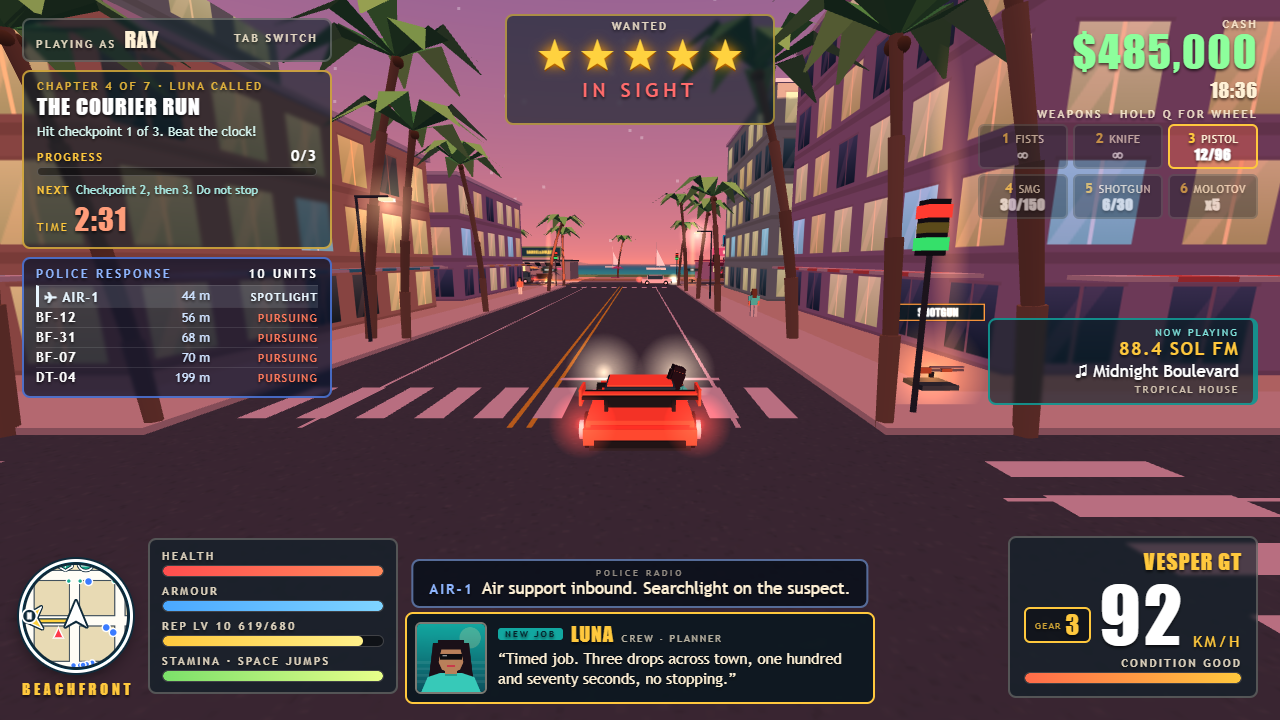 PLAYING AS RAY TAB SWITCH
CHAPTER 4 OF 7 · LUNA CALLED
THE COURIER RUN
Hit checkpoint 1 of 3. Beat the clock!
PROGRESS 0/3
NEXT Checkpoint 2, then 3. Do not stop
TIME 2:31
POLICE RESPONSE 10 UNITS
AIR-1 44 m SPOTLIGHT
BF-12 56 m PURSUING
BF-31 68 m PURSUING
BF-07 70 m PURSUING
DT-04 199 m PURSUING
WANTED
IN SIGHT
CASH
$485,000
18:36
WEAPONS · HOLD Q FOR WHEEL
1 FISTS 2 KNIFE 3 PISTOL
∞ ∞ 12/96
4 SMG 5 SHOTGUN 6 MOLOTOV
30/150 6/30 x5
SHOTGUN
NOW PLAYING
88.4 SOL FM
♫ Midnight Boulevard
TROPICAL HOUSE
BEACHFRONT
HEALTH
ARMOUR
REP LV 10 619/680
STAMINA · SPACE JUMPS
POLICE RADIO
AIR-1 Air support inbound. Searchlight on the suspect.
NEW JOB LUNA CREW · PLANNER
“Timed job. Three drops across town, one hundred
and seventy seconds, no stopping.”
VESPER GT
GEAR 3 92 KM/H
CONDITION GOOD